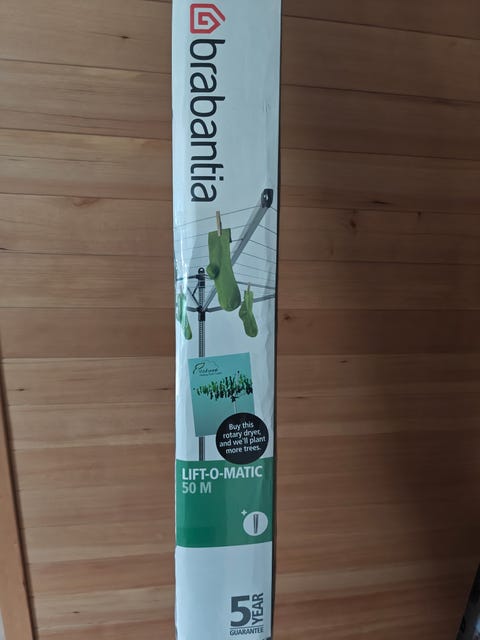 brabantia
Buy this
rotary dryer,
and we'll plant
more trees.
LIFT-O-MATIC
50 M
+
5 YEAR
GUARANTEE